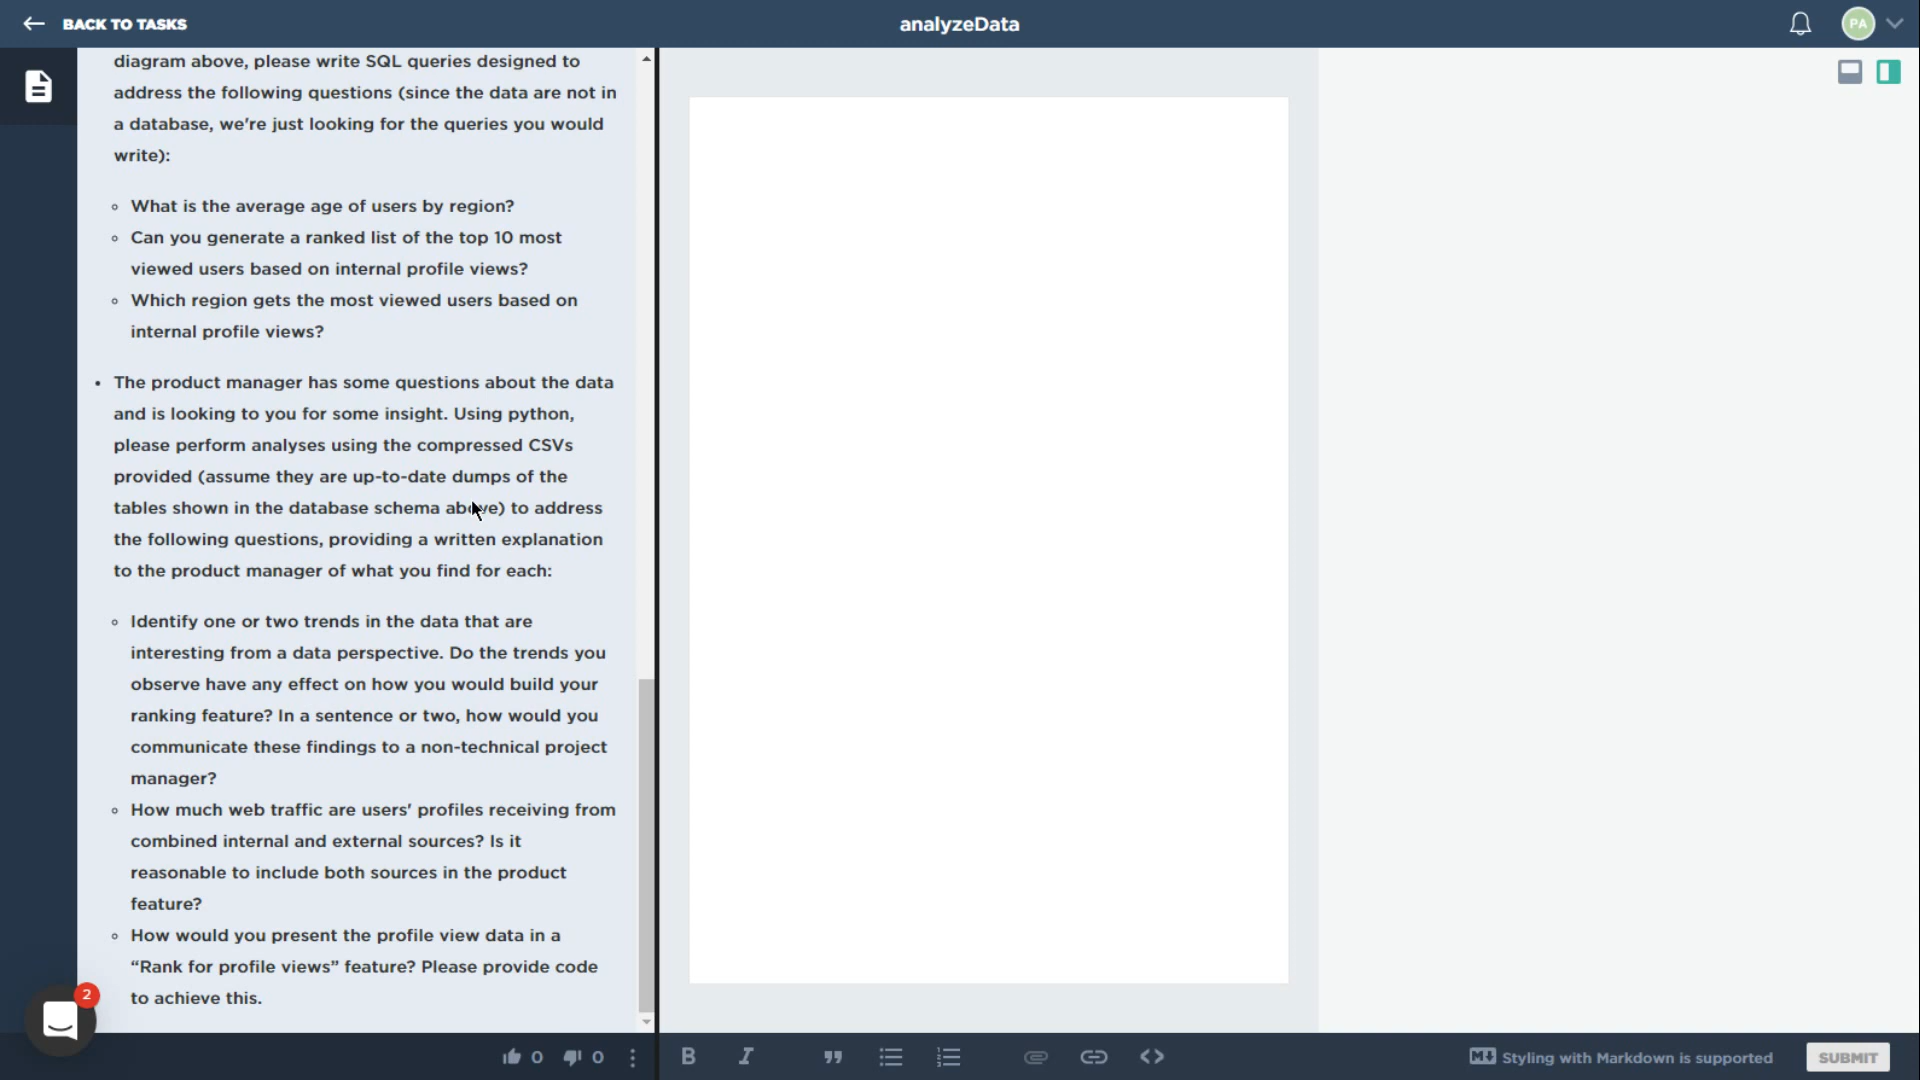 BACK TO TASKS
analyzeData
PA
diagram above, please write SQL queries designed to
address the following questions (since the data are not in
a database, we're just looking for the queries you would
write):
What is the average age of users by region?
Can you generate a ranked list of the top 10 most
viewed users based on internal profile views?
Which region gets the most viewed users based on
internal profile views?
The product manager has some questions about the data
and is looking to you for some insight. Using python,
please perform analyses using the compressed CSVs
provided (assume they are up-to-date dumps of the
tables shown in the database schema above) to address
the following questions, providing a written explanation
to the product manager of what you find for each:
Identify one or two trends in the data that are
interesting from a data perspective. Do the trends you
observe have any effect on how you would build your
ranking feature? In a sentence or two, how would you
communicate these findings to a non-technical project
manager?
How much web traffic are users' profiles receiving from
combined internal and external sources? Is it
reasonable to include both sources in the product
feature?
How would you present the profile view data in a
“Rank for profile views” feature? Please provide code
to achieve this.
2
0
0
B
I
Styling with Markdown is supported
SUBMIT